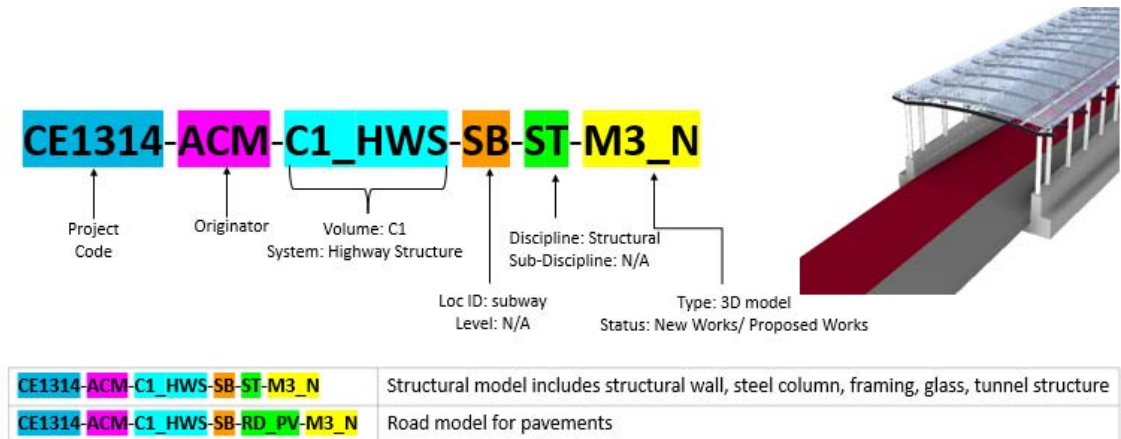 CE1314-ACM-C1_HWS-SB-ST-M3_N
Project
Code
Originator
Volume: C1
System: Highway Structure
Loc ID: subway
Level: N/A
Discipline: Structural
Sub-Discipline: N/A
Type: 3D model
Status: New Works/ Proposed Works
CE1314-ACM-C1_HWS-SB-ST-M3_N Structural model includes structural wall, steel column, framing, glass, tunnel structure
CE1314-ACM-C1_HWS-SB-RD_PV-M3_N Road model for pavements